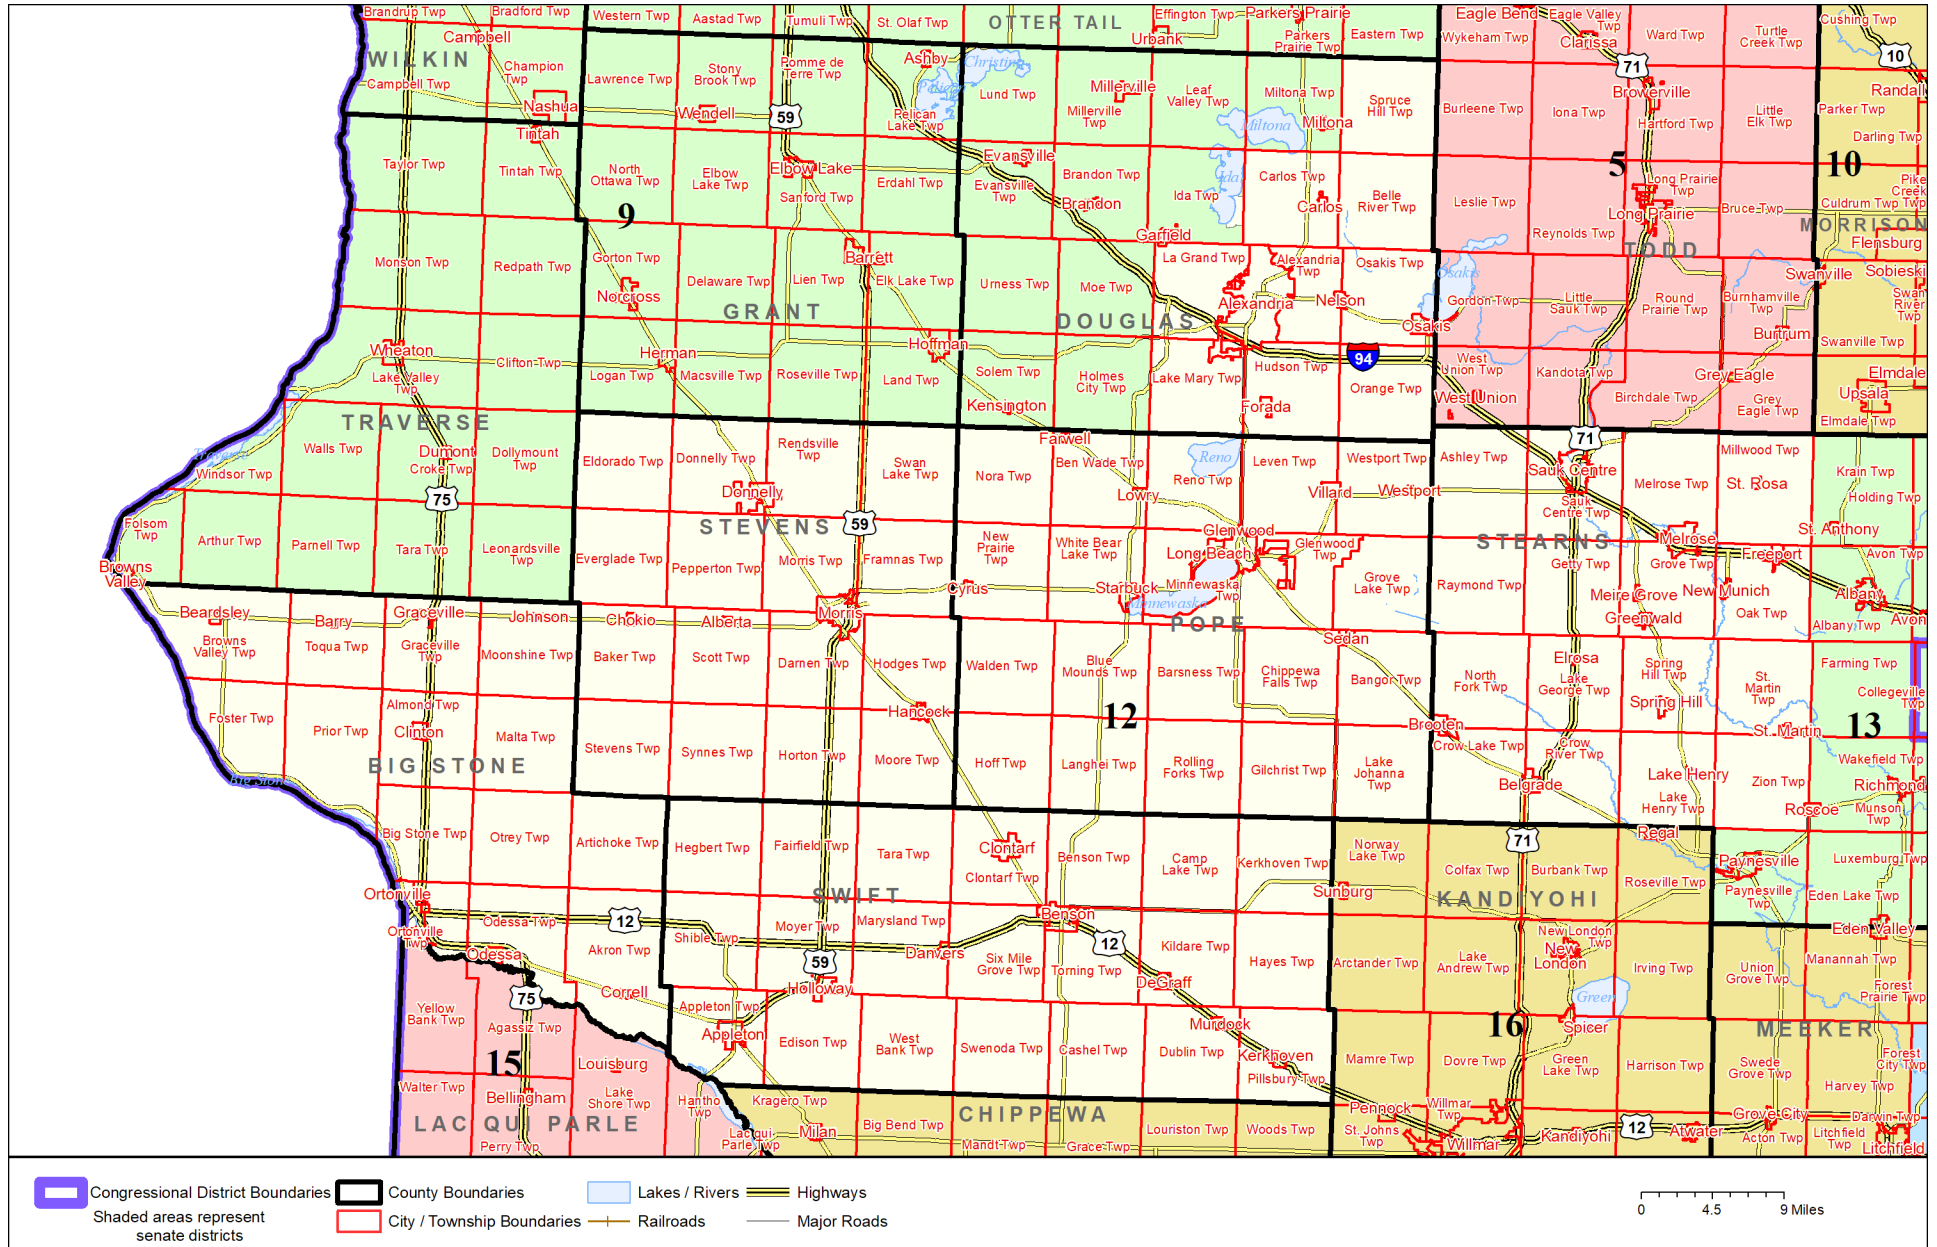 Brandrup Twp
Bradford Twp
Western Twp
Aastad Twp
Tumuli Twp
St. Olaf Twp
OTTER TAIL
Effington Twp
Parkers Prairie
Eagle Bend
Eagle Valley
Twp
Cushing Twp
Campbell
Urbank
Parkers
Prairie Twp
Eastern Twp
Wykeham Twp
Clarissa
Ward Twp
Turtle
Creek Twp
WILKIN
Champion
Twp
Campbell Twp
Lawrence Twp
Stony
Brook Twp
Pomme de
Terre Twp
Ashby
Christina
Pelican
Lund Twp
Millerville
Leaf
Valley Twp
Miltona Twp
Spruce
Hill Twp
71
10
Browerville
Randall
Nashua
Wendell
59
Pelican
Lake Twp
Millerville
Twp
Miltona
Miltona
Burleene Twp
Iona Twp
Hartford Twp
Little
Elk Twp
Parker Twp
Darling Twp
Tintah
Taylor Twp
Tintah Twp
North
Ottawa Twp
Elbow
Lake Twp
Elbow Lake
Sanford Twp
Erdahl Twp
Evansville
Evansville
Twp
Brandon Twp
Brandon
Ida Twp
Ida
Carlos Twp
Carlos
Belle
River Twp
Leslie Twp
5
Long Prairie
Twp
Long Prairie
Bruce Twp
10
Pike
Creek
Twp
Culdrum Twp
9
Garfield
Reynolds Twp
TODD
MORRISON
Flensburg
Monson Twp
Redpath Twp
Gorton Twp
Delaware Twp
Lien Twp
Barrett
Elk Lake Twp
Urness Twp
Moe Twp
La Grand Twp
Alexandria
Twp
Osakis Twp
Osakis
Gordon Twp
Little
Sauk Twp
Round
Prairie Twp
Burnhamville
Twp
Swanville
Sobieski
Swan
River
Twp
Norcross
GRANT
DOUGLAS
Alexandria
Nelson
Osakis
Burtrum
Swanville Twp
Wheaton
Lake Valley
Twp
Clifton Twp
Herman
Logan Twp
Macsville Twp
Roseville Twp
Hoffman
Land Twp
Solem Twp
Holmes
City Twp
Lake Mary Twp
Hudson Twp
94
Orange Twp
West
Union Twp
Kandota Twp
Grey Eagle
Elmdale
Kensington
Forada
West Union
Birchdale Twp
Grey
Eagle Twp
Upsala
Elmdale Twp
TRAVERSE
Walls Twp
Dumont
Croke Twp
Dollymount
Twp
Windsor Twp
Eldorado Twp
Donnelly Twp
Rendsville
Twp
Swan
Lake Twp
Nora Twp
Farwell
Ben Wade Twp
Reno
Reno Twp
Leven Twp
Westport Twp
Ashley Twp
71
Sauk Centre
Millwood Twp
Krain Twp
75
Donnelly
Lowry
Villard
Westport
Sauk
Centre Twp
Melrose Twp
St. Rosa
Holding Twp
Folsom
Twp
Arthur Twp
Parnell Twp
Tara Twp
Leonardsville
Twp
STEVENS
59
Everglade Twp
Pepperton Twp
Morris Twp
Framnas Twp
New
Prairie
Twp
White Bear
Lake Twp
Glenwood
Long Beach
Glenwood
Twp
STEARNS
Melrose
St. Anthony
Freeport
Avon Twp
Browns
Valley
Cyrus
Starbuck
Minnewaska
Twp
Minnewaska
Grove
Lake Twp
Raymond Twp
Getty Twp
Grove Twp
Meire Grove
New Munich
Albany
Beardsley
Barry
Graceville
Johnson
Chokio
Alberta
Morris
POPE
Greenwald
Oak Twp
Albany Twp
Avon
Browns
Valley Twp
Toqua Twp
Graceville
Twp
Moonshine Twp
Baker Twp
Scott Twp
Darnen Twp
Hodges Twp
Walden Twp
Blue
Mounds Twp
Barsness Twp
Chippewa
Falls Twp
Sedan
Bangor Twp
North
Fork Twp
Elrosa
Lake
George Twp
Spring
Hill Twp
Spring Hill
St.
Martin
Twp
Farming Twp
Collegeville
Twp
Foster Twp
Prior Twp
Almond Twp
Clinton
Malta Twp
Stevens Twp
Synnes Twp
Horton Twp
Hancock
Moore Twp
Hoff Twp
12
Langhei Twp
Rolling
Forks Twp
Gilchrist Twp
Lake
Johanna
Twp
Brooten
Crow Lake Twp
Crow
River Twp
St. Martin
13
Wakefield Twp
BIG STONE
Big Stone
Belgrade
Lake Henry
Lake
Henry Twp
Zion Twp
Richmond
Roscoe
Munson
Twp
Big Stone Twp
Otrey Twp
Artichoke Twp
Hegbert Twp
Fairfield Twp
Tara Twp
Clontarf
Clontarf Twp
Benson Twp
Camp
Lake Twp
Kerkhoven Twp
Norway
Lake Twp
71
Colfax Twp
Burbank Twp
Regal
Roseville Twp
Paynesville
Paynesville
Twp
Luxemburg Twp
Eden Lake Twp
Ortonville
SWIFT
Sunburg
KANDIYOHI
Ortonville
Twp
Odessa Twp
12
Moyer Twp
Marysland Twp
Benson
12
Kildare Twp
New London
Twp
New
London
Eden Valley
Odessa
Akron Twp
Shible Twp
59
Danvers
Six Mile
Grove Twp
Torning Twp
DeGraff
Hayes Twp
Arctander Twp
Lake
Andrew Twp
Irving Twp
Union
Grove Twp
Manannah Twp
Forest
Prairie Twp
Yellow
Bank Twp
75
Correll
Appleton Twp
Holloway
Green
Agassiz Twp
Appleton
Edison Twp
West
Bank Twp
Swenoda Twp
Cashel Twp
Murdock
Dublin Twp
Kerkhoven
Pillsbury Twp
16
Spicer
MEEKER
15
Louisburg
Mamre Twp
Dovre Twp
Green
Lake Twp
Harrison Twp
Swede
Grove Twp
Forest
City Twp
Harvey Twp
Walter Twp
Bellingham
Lake
Shore Twp
Hantho
Twp
Kragero Twp
CHIPPEWA
Pennock
Willmar
Twp
Grove City
Darwin Twp
LAC QUI PARLE
Perry Twp
Lac qui
Parle Twp
Milan
Big Bend Twp
Mandt Twp
Grace Twp
Louriston Twp
Woods Twp
St. Johns
Twp
Willmar
Kandiyohi
12
Atwater
Acton Twp
Litchfield
Twp
Litchfield
Congressional District Boundaries
County Boundaries
Lakes / Rivers
Highways
Shaded areas represent
senate districts
City / Township Boundaries
Railroads
Major Roads
0 4.5 9 Miles